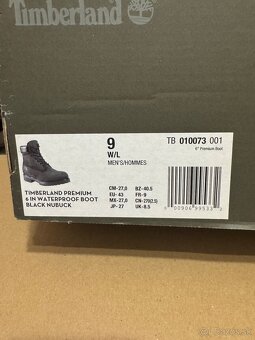 Timberland
9
W/L
MEN'S/HOMMES
TB 010073 001
6" Premium Boot
TIMBERLAND PREMIUM
6 IN WATERPROOF BOOT
BLACK NUBUCK
CM-27,0 BZ-40.5
EU- 43 FR-9
MX-27,0 CN-270(2.5)
JP- 27 UK-8.5